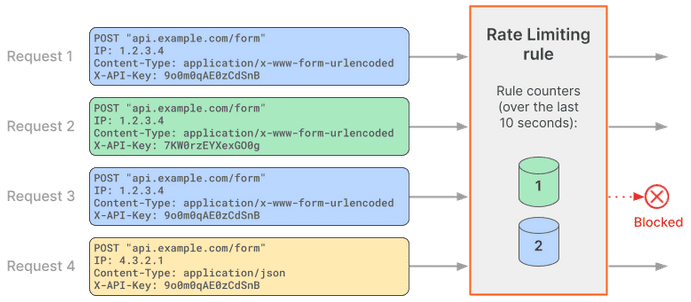 Request 1
POST "api.example.com/form"
IP: 1.2.3.4
Content-Type: application/x-www-form-urlencoded
X-API-Key: 9o0m0qAE0zCdSnB
Request 2
POST "api.example.com/form"
IP: 1.2.3.4
Content-Type: application/x-www-form-urlencoded
X-API-Key: 7KW0rzEYXexGO0g
Request 3
POST "api.example.com/form"
IP: 1.2.3.4
Content-Type: application/x-www-form-urlencoded
X-API-Key: 9o0m0qAE0zCdSnB
Request 4
POST "api.example.com/form"
IP: 4.3.2.1
Content-Type: application/json
X-API-Key: 9o0m0qAE0zCdSnB
Rate Limiting
rule
Rule counters
(over the last
10 seconds):
1
2
Blocked